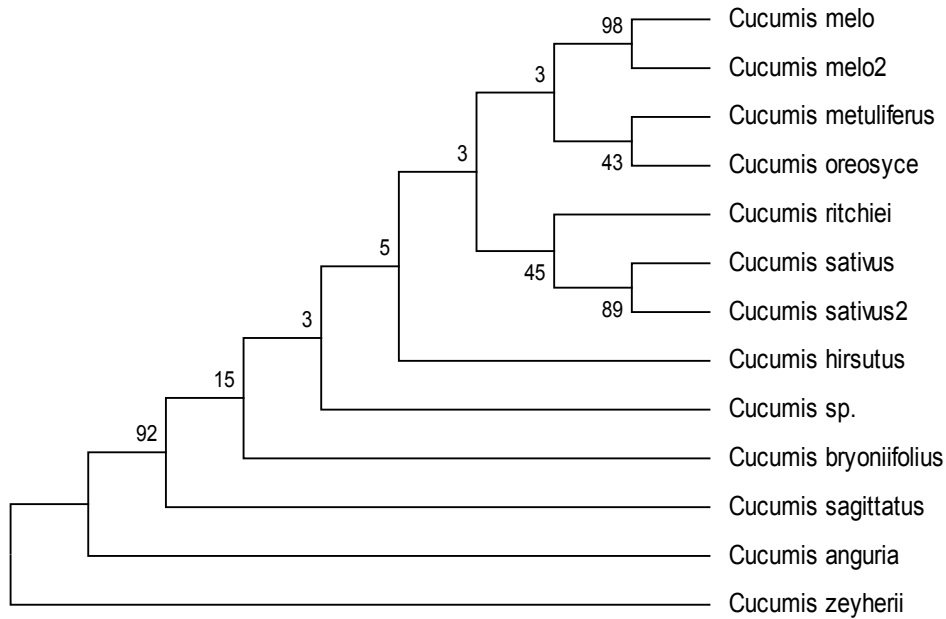 98
Cucumis melo
Cucumis melo2
3
Cucumis metuliferus
43
Cucumis oreosyce
3
Cucumis ritchiei
5
45
Cucumis sativus
89
Cucumis sativus2
3
Cucumis hirsutus
15
Cucumis sp.
92
Cucumis bryoniifolius
Cucumis sagittatus
Cucumis anguria
Cucumis zeyherii